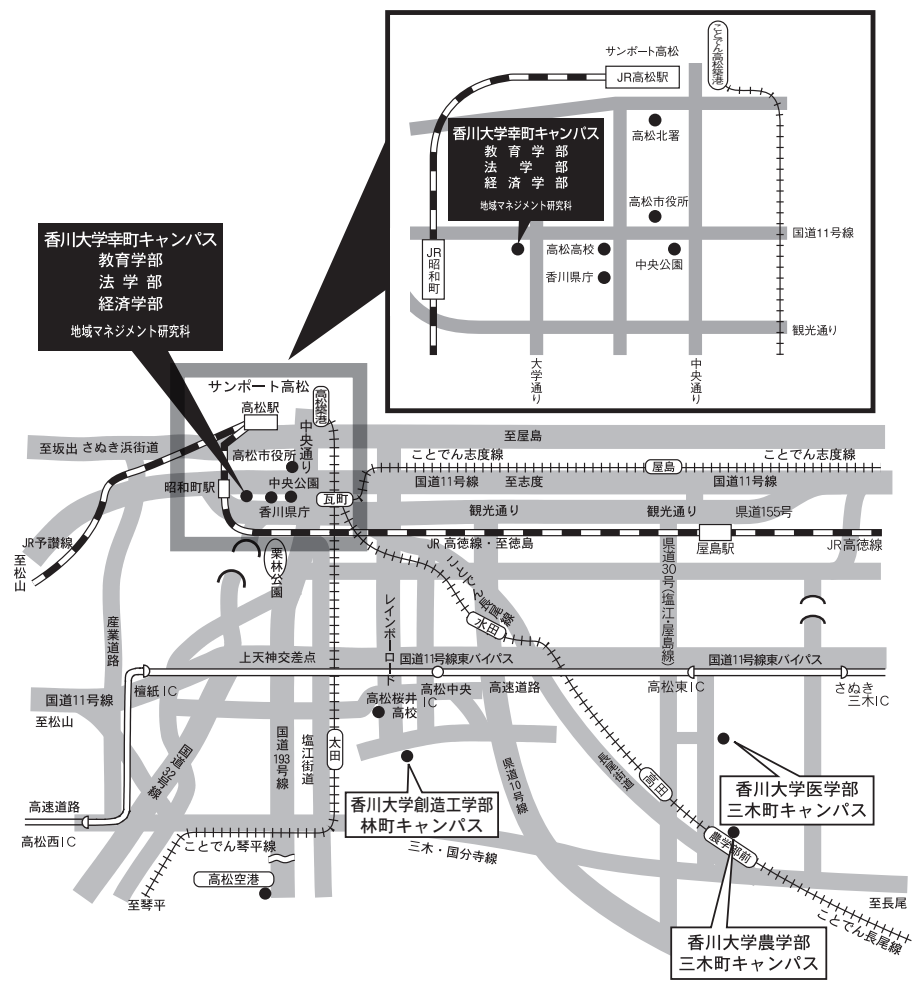 サンポート高松
JR高松駅
ことでん高松築港
高松北署
香川大学幸町キャンパス
教育学部
法学部
経済学部
地域マネジメント研究科
高松市役所
国道11号線
高松高校
中央公園
香川県庁
JR昭和町
観光通り
大学通り
中央通り
香川大学幸町キャンパス
教育学部
法学部
経済学部
地域マネジメント研究科
サンポート高松
高松駅
高松築港
中央通り
至屋島
至坂出 さぬき浜街道
高松市役所
ことでん志度線
屋島
ことでん志度線
中央公園
国道11号線
至志度
国道11号線
昭和町駅
瓦町
香川県庁
観光通り
観光通り
県道155号
JR予讃線
JR高徳線・至徳島
屋島駅
JR高徳線
至松山
栗林公園
ことでん長尾線
県道30号(塩江・屋島線)
産業道路
レインボーロード
水田
上天神交差点
国道11号線東バイパス
国道11号線東バイパス
檀紙IC
高松中央IC
高速道路
高松東IC
さぬき三木IC
国道11号線
至松山
高松桜井高校
国道32号線
国道193号線
塩江街道
太田
県道10号線
長尾街道
高田
香川大学創造工学部
林町キャンパス
香川大学医学部
三木町キャンパス
高速道路
高松西IC
ことでん琴平線
三木・国分寺線
農学部前
高松空港
至琴平
至長尾
ことでん長尾線
香川大学農学部
三木町キャンパス